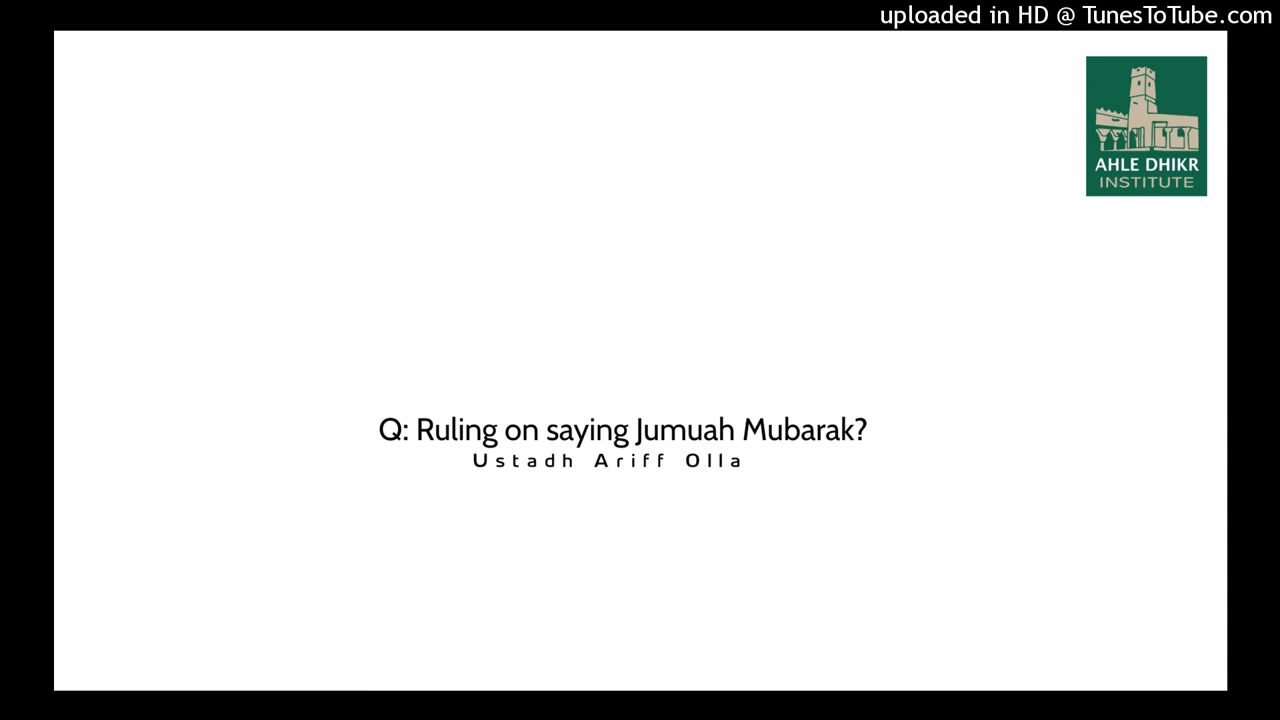 uploaded in HD @ TunesToTube.com
AHLE DHIKR
INSTITUTE
Q: Ruling on saying Jumuah Mubarak?
Ustadh Ariff Olla